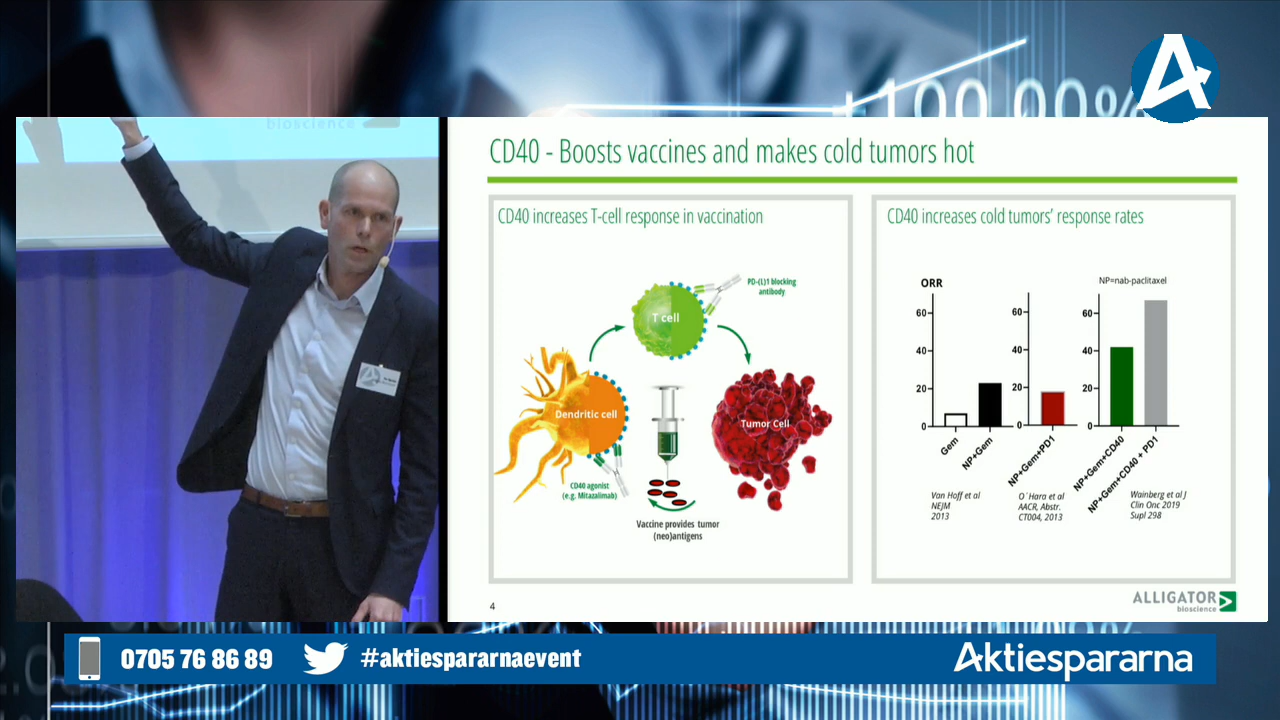 +100,00%
A
bioscience
CD40 - Boosts vaccines and makes cold tumors hot
CD40 increases T-cell response in vaccination
PD-(L)1 blocking
antibody
T cell
Dendritic cell
Tumor Cell
CD40 agonist
(e.g. Mitazalimab)
Vaccine provides tumor
(neo)antigens
CD40 increases cold tumors’ response rates
ORR
NP=nab-paclitaxel
60
40
20
0
Gem
NP+Gem
60
40
20
0
NP+Gem+PD1
60
40
20
0
NP+Gem+CD40
NP+Gem+CD40 + PD1
Van Hoff et al
NEJM
2013
O´Hara et al
AACR, Abstr.
CT004, 2013
Wainberg et al J
Clin Onc 2019
Supl 298
4
ALLIGATOR
bioscience
0705 76 86 89
#aktiespararnaevent
Aktiespararna